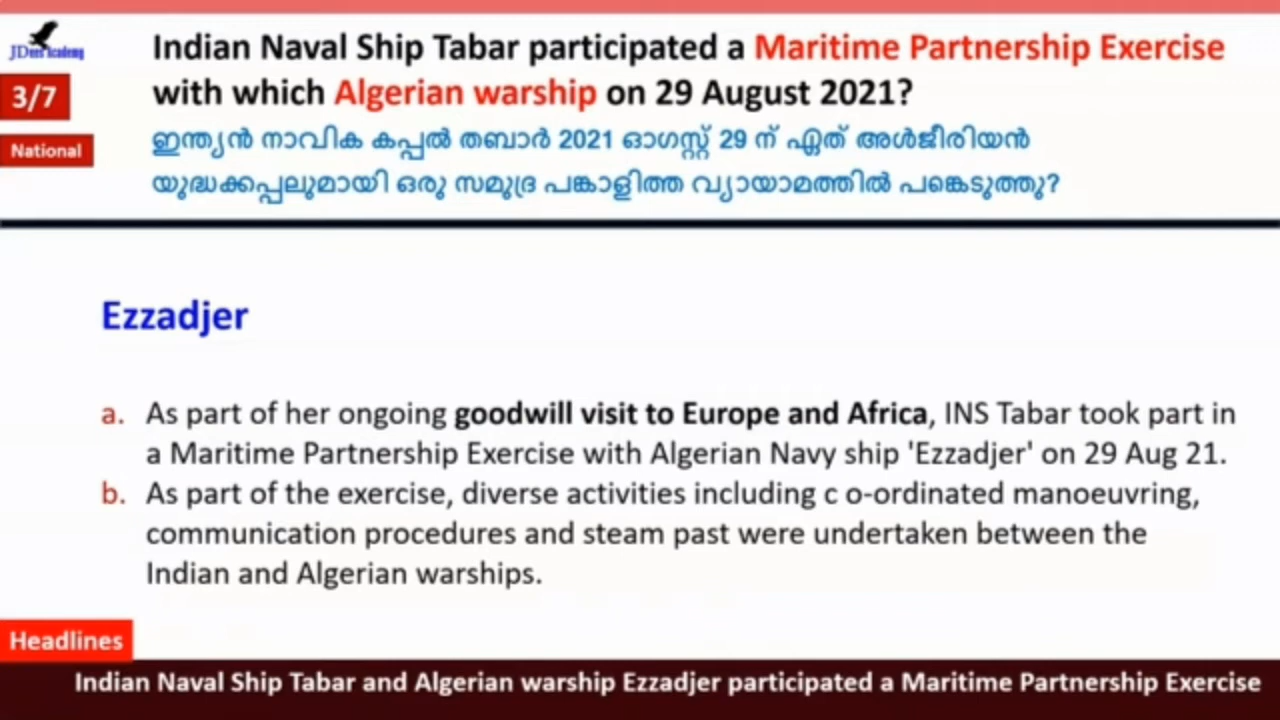 JDees Academy
Indian Naval Ship Tabar participated a Maritime Partnership Exercise
3/7
with which Algerian warship on 29 August 2021?
ഇന്ത്യൻ നാവിക കപ്പൽ തബാർ 2021 ഓഗസ്റ്റ് 29 ന് ഏത് അൾജീരിയൻ
National
യുദ്ധക്കപ്പലുമായി ഒരു സമുദ്ര പങ്കാളിത്ത വ്യായാമത്തിൽ പങ്കെടുത്തു?
Ezzadjer
a. As part of her ongoing goodwill visit to Europe and Africa, INS Tabar took part in
a Maritime Partnership Exercise with Algerian Navy ship 'Ezzadjer' on 29 Aug 21.
b. As part of the exercise, diverse activities including c o-ordinated manoeuvring,
communication procedures and steam past were undertaken between the
Indian and Algerian warships.
Headlines
Indian Naval Ship Tabar and Algerian warship Ezzadjer participated a Maritime Partnership Exercise